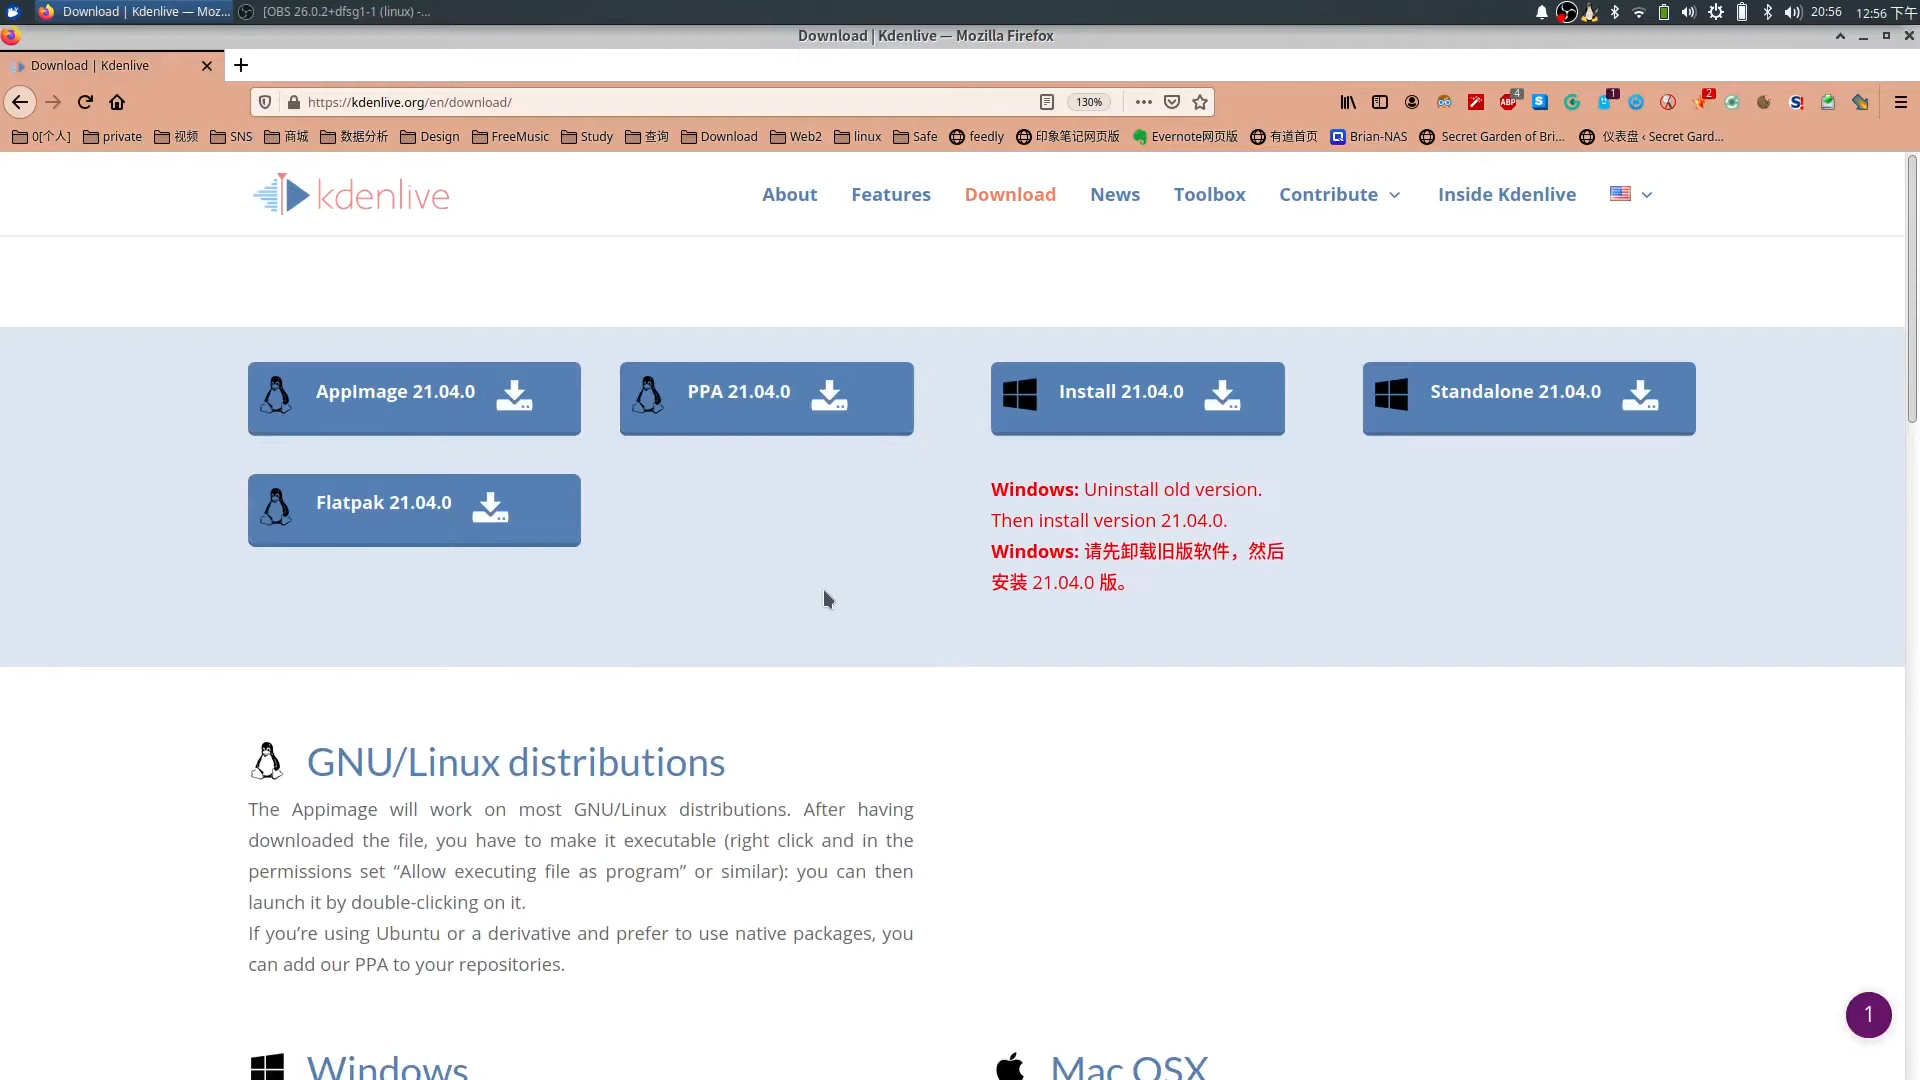 Download | Kdenlive — Moz...
[OBS 26.0.2+dfsg1-1 (linux) -...
20:56
12:56 下午
Download | Kdenlive — Mozilla Firefox
Download | Kdenlive
https://kdenlive.org/en/download/
130%
ABP
4
1
2
0[个人]
private
视频
SNS
商城
数据分析
Design
FreeMusic
Study
查询
Download
Web2
linux
Safe
feedly
印象笔记网页版
Evernote网页版
有道首页
Brian-NAS
Secret Garden of Bri...
仪表盘 ‹ Secret Gard...
kdenlive
About
Features
Download
News
Toolbox
Contribute
Inside Kdenlive
AppImage 21.04.0
PPA 21.04.0
Install 21.04.0
Standalone 21.04.0
Flatpak 21.04.0
Windows: Uninstall old version.
Then install version 21.04.0.
Windows: 请先卸载旧版软件，然后
安装 21.04.0 版。
GNU/Linux distributions
The Appimage will work on most GNU/Linux distributions. After having
downloaded the file, you have to make it executable (right click and in the
permissions set “Allow executing file as program” or similar): you can then
launch it by double-clicking on it.
If you’re using Ubuntu or a derivative and prefer to use native packages, you
can add our PPA to your repositories.
1
Windows
Mac OSX